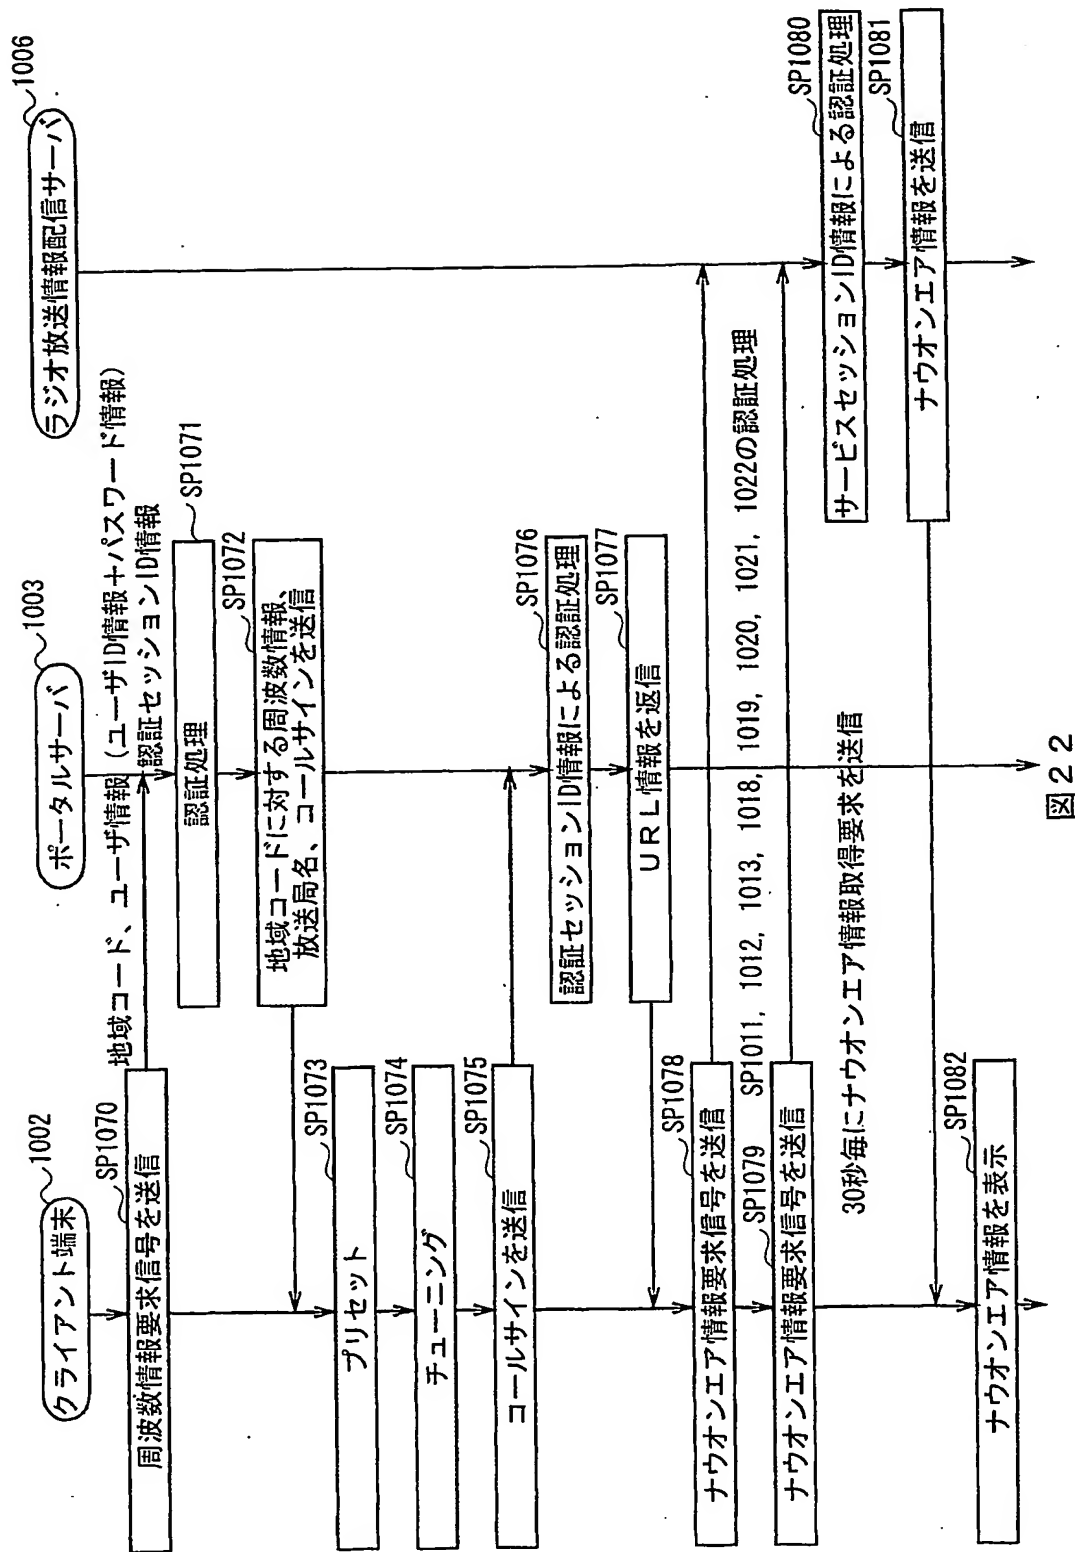 クライアント端末
1002
ポータルサーバ
1003
ラジオ放送情報配信サーバ
1006
SP1070
周波数情報要求信号を送信
地域コード、ユーザ情報(ユーザID情報+パスワード情報)
認証セッションID情報
SP1071
認証処理
SP1072
地域コードに対する周波数情報、
放送局名、コールサインを送信
SP1073
プリセット
SP1074
チューニング
SP1075
コールサインを送信
SP1076
認証セッションID情報による認証処理
SP1077
URL情報を返信
SP1078
ナウオンエア情報要求信号を送信
SP1079
SP1011, 1012, 1013, 1018, 1019, 1020, 1021, 1022の認証処理
ナウオンエア情報要求信号を送信
30秒毎にナウオンエア情報取得要求を送信
SP1080
サービスセッションID情報による認証処理
SP1081
ナウオンエア情報を送信
SP1082
ナウオンエア情報を表示
図22